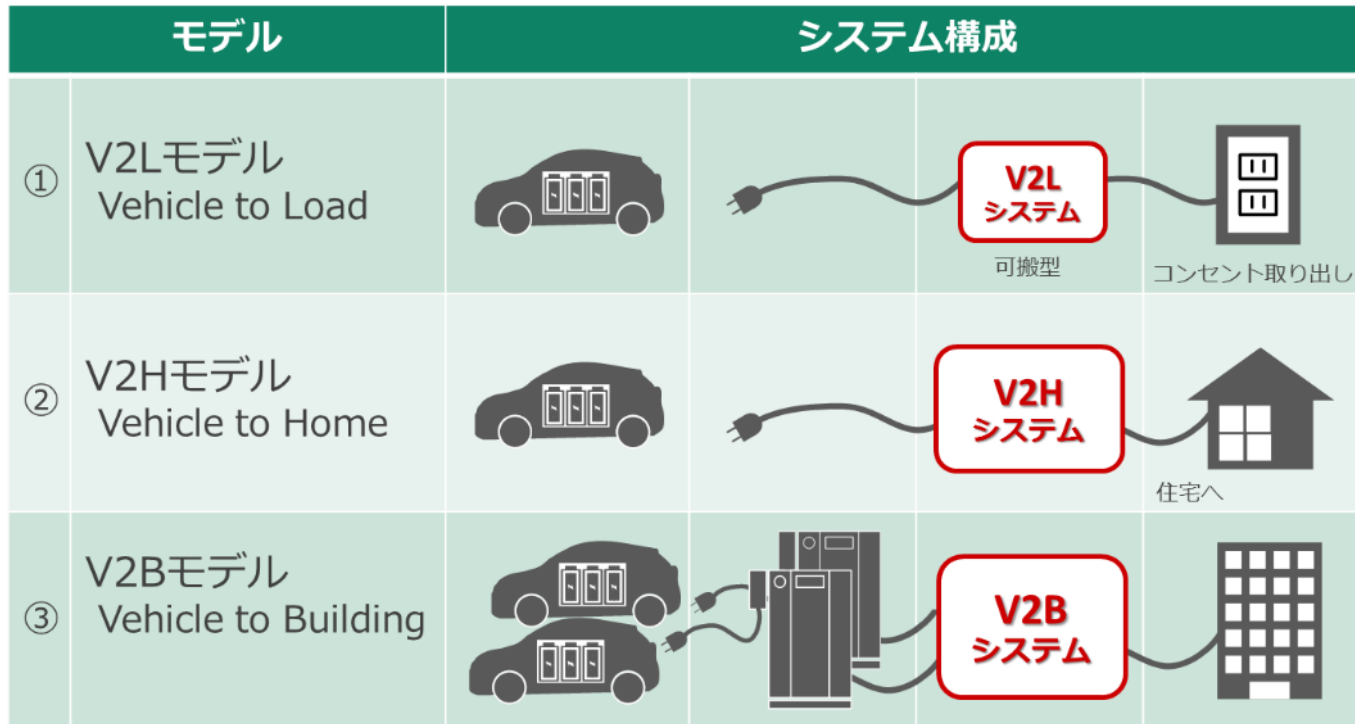 モデル
システム構成
①
V2Lモデル
Vehicle to Load
V2L
システム
可搬型
コンセント取り出し
②
V2Hモデル
Vehicle to Home
V2H
システム
住宅へ
③
V2Bモデル
Vehicle to Building
V2B
システム